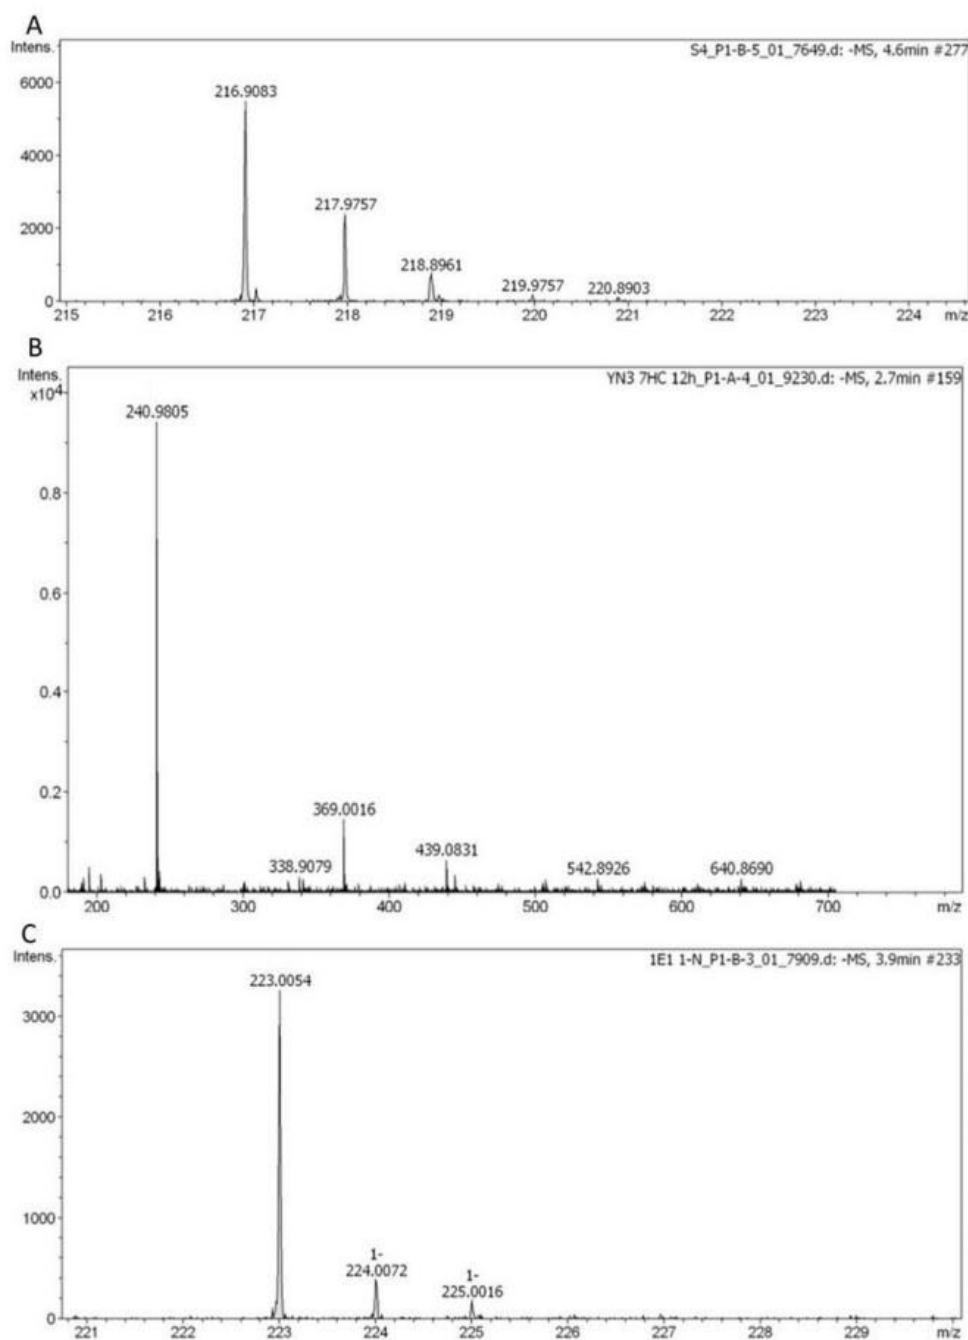 A
Intens.
S4_P1-B-5_01_7649.d: -MS, 4.6min #277
6000
4000
2000
0
216.9083
217.9757
218.8961
219.9757
220.8903
215 216 217 218 219 220 221 222 223 224 m/z
B
Intens.
x10⁴
YN3 7HC 12h_P1-A-4_01_9230.d: -MS, 2.7min #159
240.9805
0.8
0.6
0.4
0.2
0.0
369.0016
338.9079
439.0831
542.8926
640.8690
200 300 400 500 600 700 m/z
C
Intens.
1E1 1-N_P1-B-3_01_7909.d: -MS, 3.9min #233
223.0054
3000
2000
1000
0
1-
224.0072
1-
225.0016
221 222 223 224 225 226 227 228 229 m/z